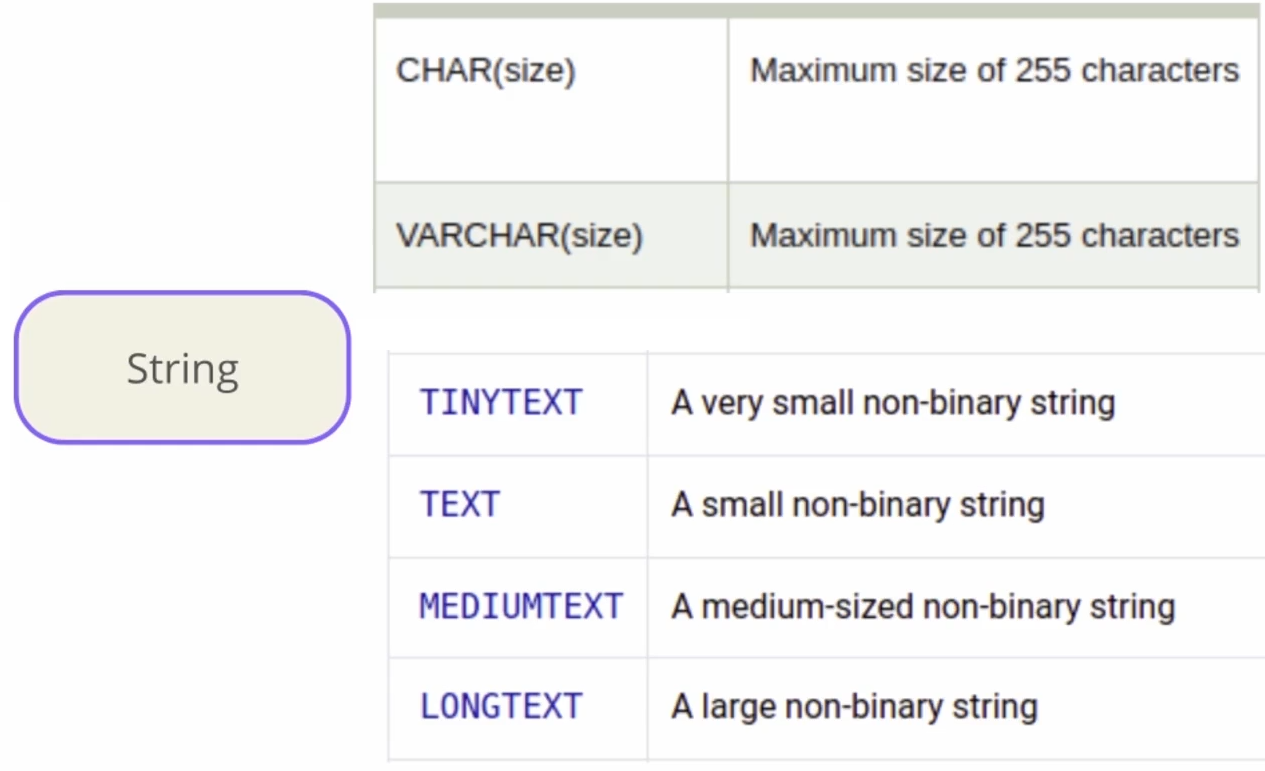 CHAR(size) Maximum size of 255 characters
VARCHAR(size) Maximum size of 255 characters
String
TINYTEXT A very small non-binary string
TEXT A small non-binary string
MEDIUMTEXT A medium-sized non-binary string
LONGTEXT A large non-binary string